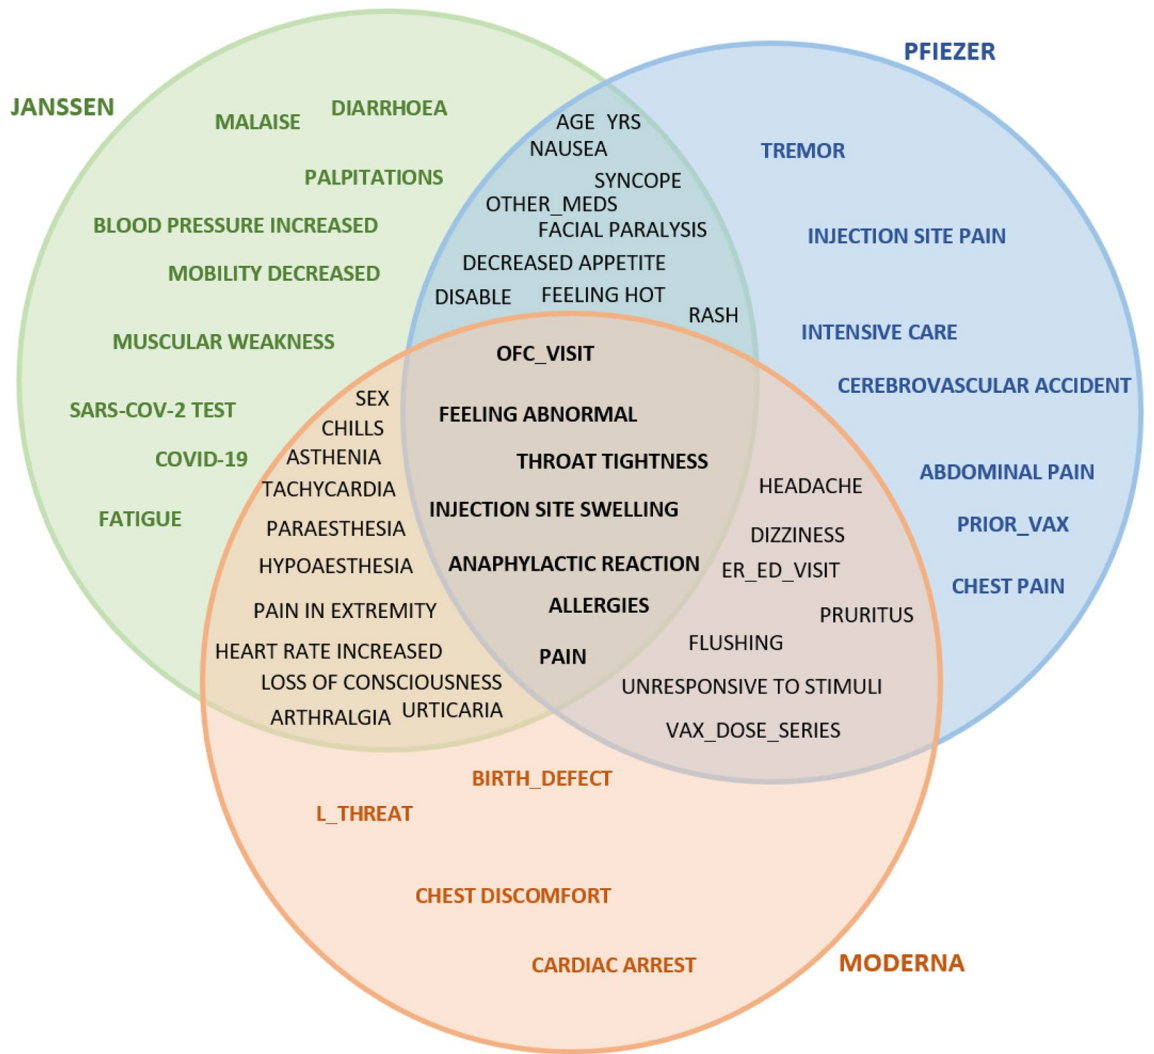 JANSSEN
MALAISE
DIARRHOEA
PALPITATIONS
BLOOD PRESSURE INCREASED
MOBILITY DECREASED
MUSCULAR WEAKNESS
SARS-COV-2 TEST
COVID-19
FATIGUE
AGE YRS
NAUSEA
SYNCOPE
OTHER_MEDS
FACIAL PARALYSIS
DECREASED APPETITE
DISABLE
FEELING HOT
RASH
PFIEZER
TREMOR
INJECTION SITE PAIN
INTENSIVE CARE
CEREBROVASCULAR ACCIDENT
ABDOMINAL PAIN
PRIOR_VAX
CHEST PAIN
SEX
CHILLS
ASTHENIA
TACHYCARDIA
PARAESTHESIA
HYPOAESTHESIA
PAIN IN EXTREMITY
HEART RATE INCREASED
LOSS OF CONSCIOUSNESS
ARTHRALGIA
URTICARIA
OFC_VISIT
FEELING ABNORMAL
THROAT TIGHTNESS
INJECTION SITE SWELLING
ANAPHYLACTIC REACTION
ALLERGIES
PAIN
HEADACHE
DIZZINESS
ER_ED_VISIT
PRURITUS
FLUSHING
UNRESPONSIVE TO STIMULI
VAX_DOSE_SERIES
BIRTH_DEFECT
L_THREAT
CHEST DISCOMFORT
CARDIAC ARREST
MODERNA